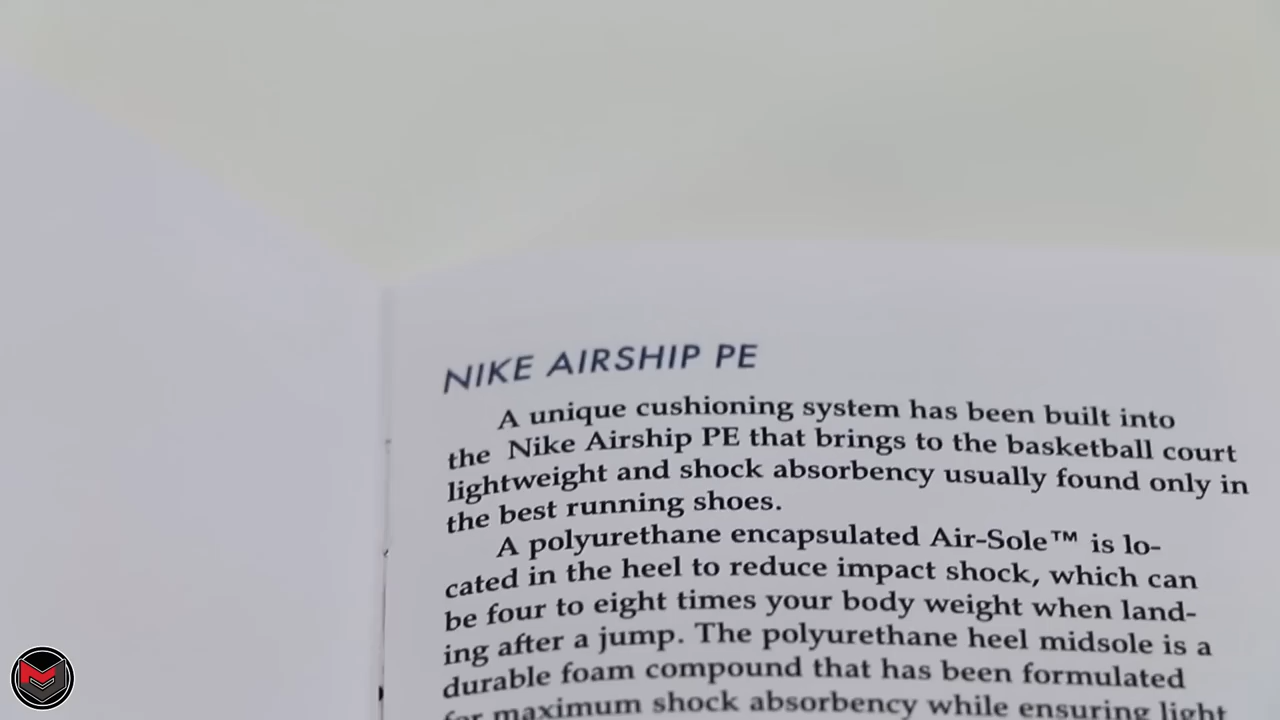 NIKE AIRSHIP PE
A unique cushioning system has been built into
the Nike Airship PE that brings to the basketball court
lightweight and shock absorbency usually found only in
the best running shoes.
A polyurethane encapsulated Air-Sole™ is lo-
cated in the heel to reduce impact shock, which can
be four to eight times your body weight when land-
ing after a jump. The polyurethane heel midsole is a
durable foam compound that has been formulated
for maximum shock absorbency while ensuring light